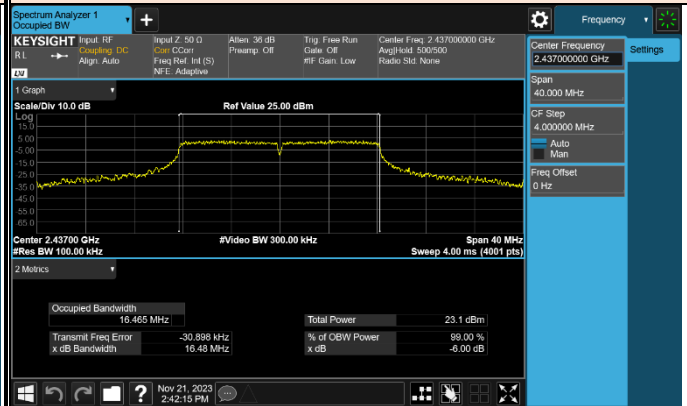 Spectrum Analyzer 1
Occupied BW
Frequency
KEYSIGHT
R L
LXI
Input: RF
Coupling: DC
Align: Auto
Input Z: 50 Ω
Corr CCorr
Freq Ref: Int (S)
NFE: Adaptive
Atten: 36 dB
Preamp: Off
Trig: Free Run
Gate: Off
#IF Gain: Low
Center Freq: 2.437000000 GHz
Avg|Hold: 500/500
Radio Std: None
Center Frequency
2.437000000 GHz
Settings
Span
40.000 MHz
CF Step
4.000000 MHz
Auto
Man
Freq Offset
0 Hz
1 Graph
Scale/Div 10.0 dB
Ref Value 25.00 dBm
Log
15.0
5.00
-5.00
-15.0
-25.0
-35.0
-45.0
-55.0
-65.0
Center 2.43700 GHz
#Video BW 300.00 kHz
Span 40 MHz
#Res BW 100.00 kHz
Sweep 4.00 ms (4001 pts)
2 Metrics
Occupied Bandwidth
16.465 MHz
Total Power 23.1 dBm
Transmit Freq Error -30.898 kHz
% of OBW Power 99.00 %
x dB Bandwidth 16.48 MHz
x dB -6.00 dB
?
Nov 21, 2023
2:42:15 PM